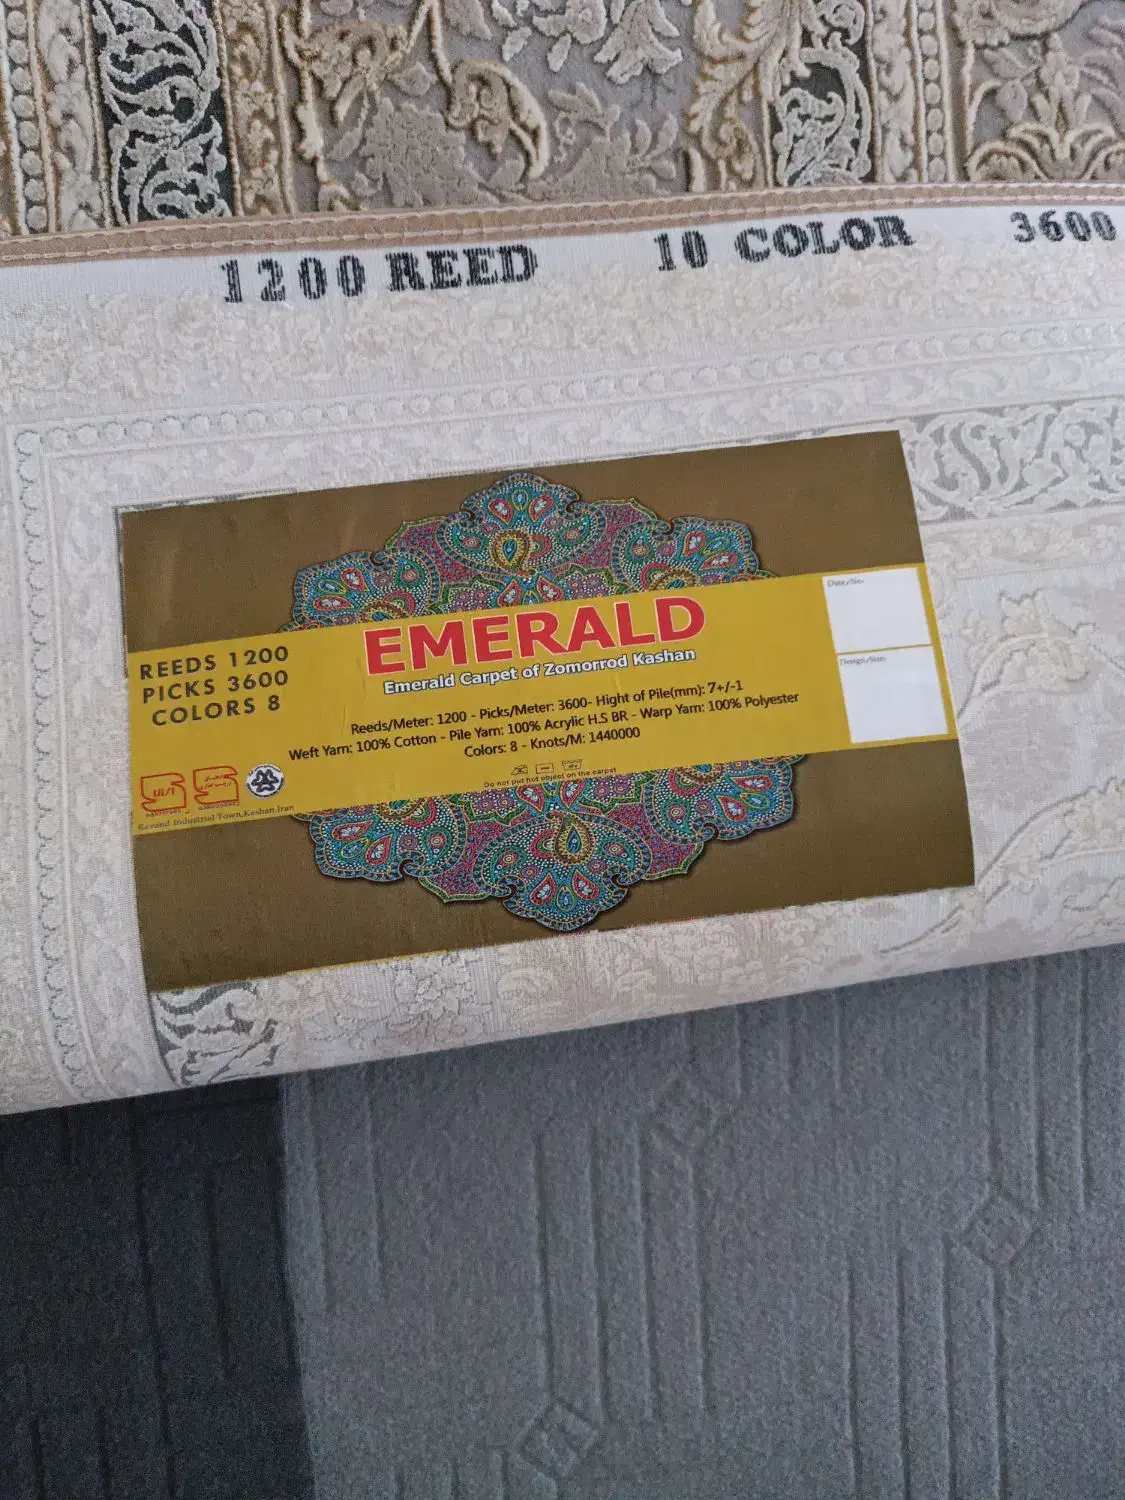 1200 REED 10 COLOR 3600
Date/No:
Design/Size:
REEDS 1200
PICKS 3600
COLORS 8
EMERALD
Emerald Carpet of Zomorrod Kashan
Reeds/Meter: 1200 - Picks/Meter: 3600- Hight of Pile(mm): 7+/-1
Weft Yarn: 100% Cotton - Pile Yarn: 100% Acrylic H.S BR - Warp Yarn: 100% Polyester
Colors: 8 - Knots/M: 1440000
Do not put hot object on the carpet
Ravand Industrial Town,Kashan,Iran